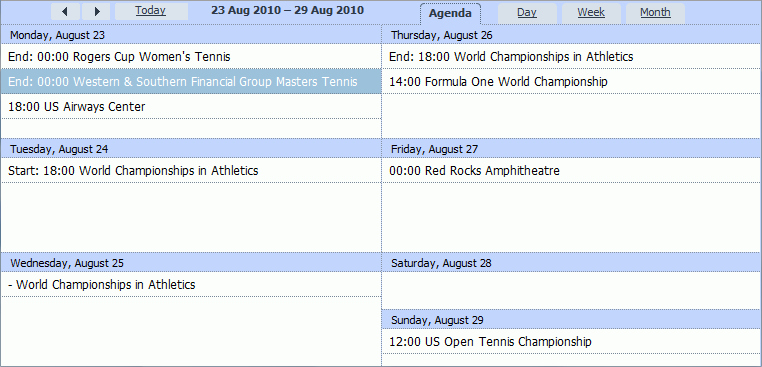 Today
23 Aug 2010 – 29 Aug 2010
Agenda
Day
Week
Month
Monday, August 23
End: 00:00 Rogers Cup Women's Tennis
End: 00:00 Western & Southern Financial Group Masters Tennis
18:00 US Airways Center
Tuesday, August 24
Start: 18:00 World Championships in Athletics
Wednesday, August 25
- World Championships in Athletics
Thursday, August 26
End: 18:00 World Championships in Athletics
14:00 Formula One World Championship
Friday, August 27
00:00 Red Rocks Amphitheatre
Saturday, August 28
Sunday, August 29
12:00 US Open Tennis Championship